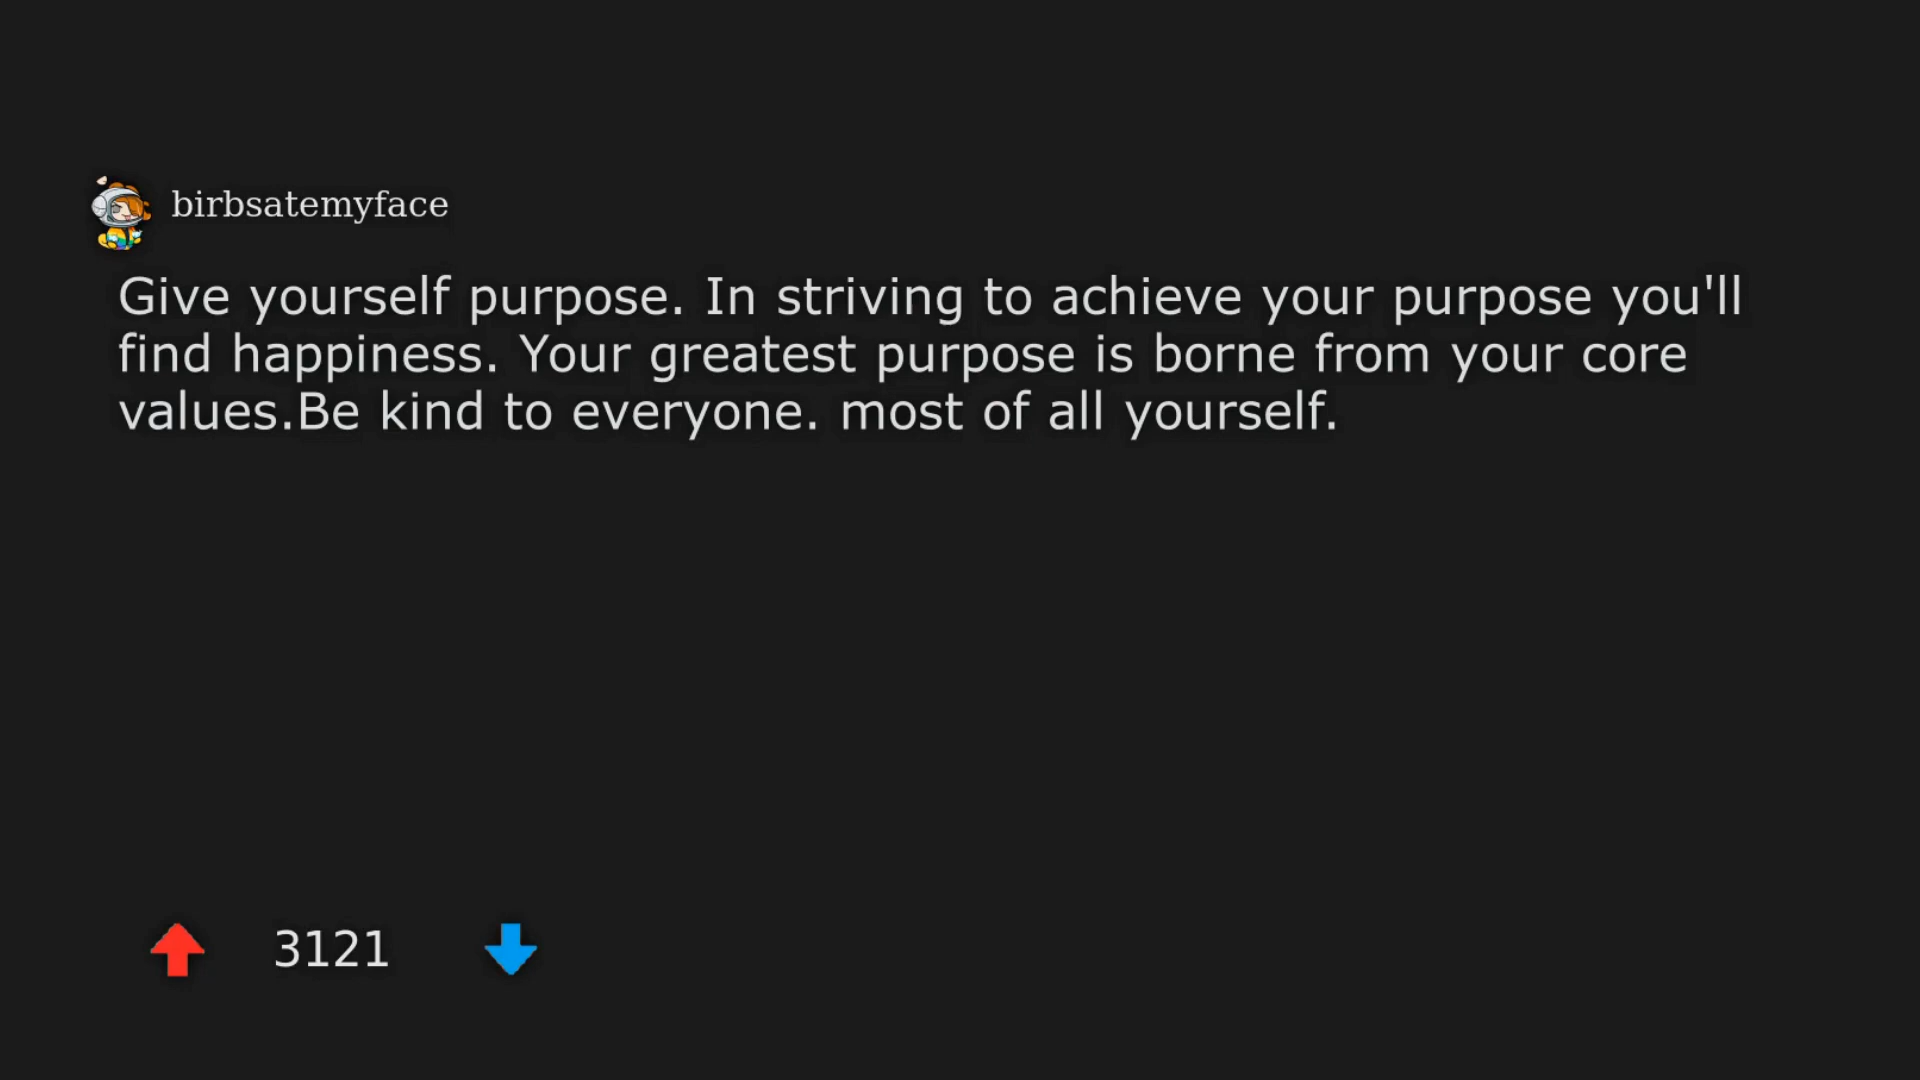 birbsatemyface
Give yourself purpose. In striving to achieve your purpose you'll
find happiness. Your greatest purpose is borne from your core
values.Be kind to everyone. most of all yourself.
3121